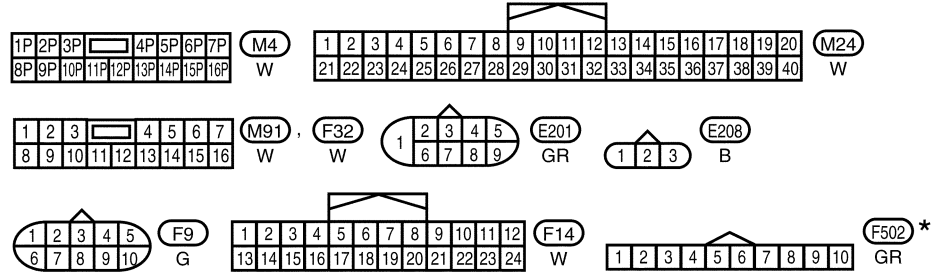 1P 2P 3P 4P 5P 6P 7P M4
8P 9P 10P 11P 12P 13P 14P 15P 16P W
1 2 3 4 5 6 7 8 9 10 11 12 13 14 15 16 17 18 19 20 M24
21 22 23 24 25 26 27 28 29 30 31 32 33 34 35 36 37 38 39 40 W
1 2 3 4 5 6 7 M91 , F32
8 9 10 11 12 13 14 15 16 W W
1 2 3 4 5 E201
6 7 8 9 GR
1 2 3 E208
B
1 2 3 4 5 F9
6 7 8 9 10 G
1 2 3 4 5 6 7 8 9 10 11 12 F14
13 14 15 16 17 18 19 20 21 22 23 24 W
1 2 3 4 5 6 7 8 9 10 F502 *
GR